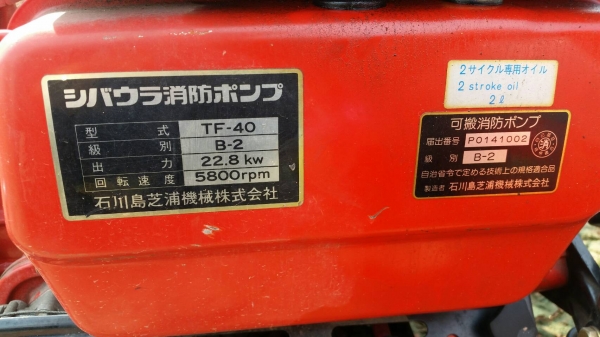 シバウラ消防ポンプ
型式 TF-40
級別 B-2
出力 22.8kw
回転速度 5800rpm
石川島芝浦機械株式会社
2サイクル専用オイル
2 stroke oil
2ℓ
可搬消防ポンプ
届出番号 P0141002
級別 B-2
消
自治省令で定める技術上の規格適合品
製造者 石川島芝浦機械株式会社